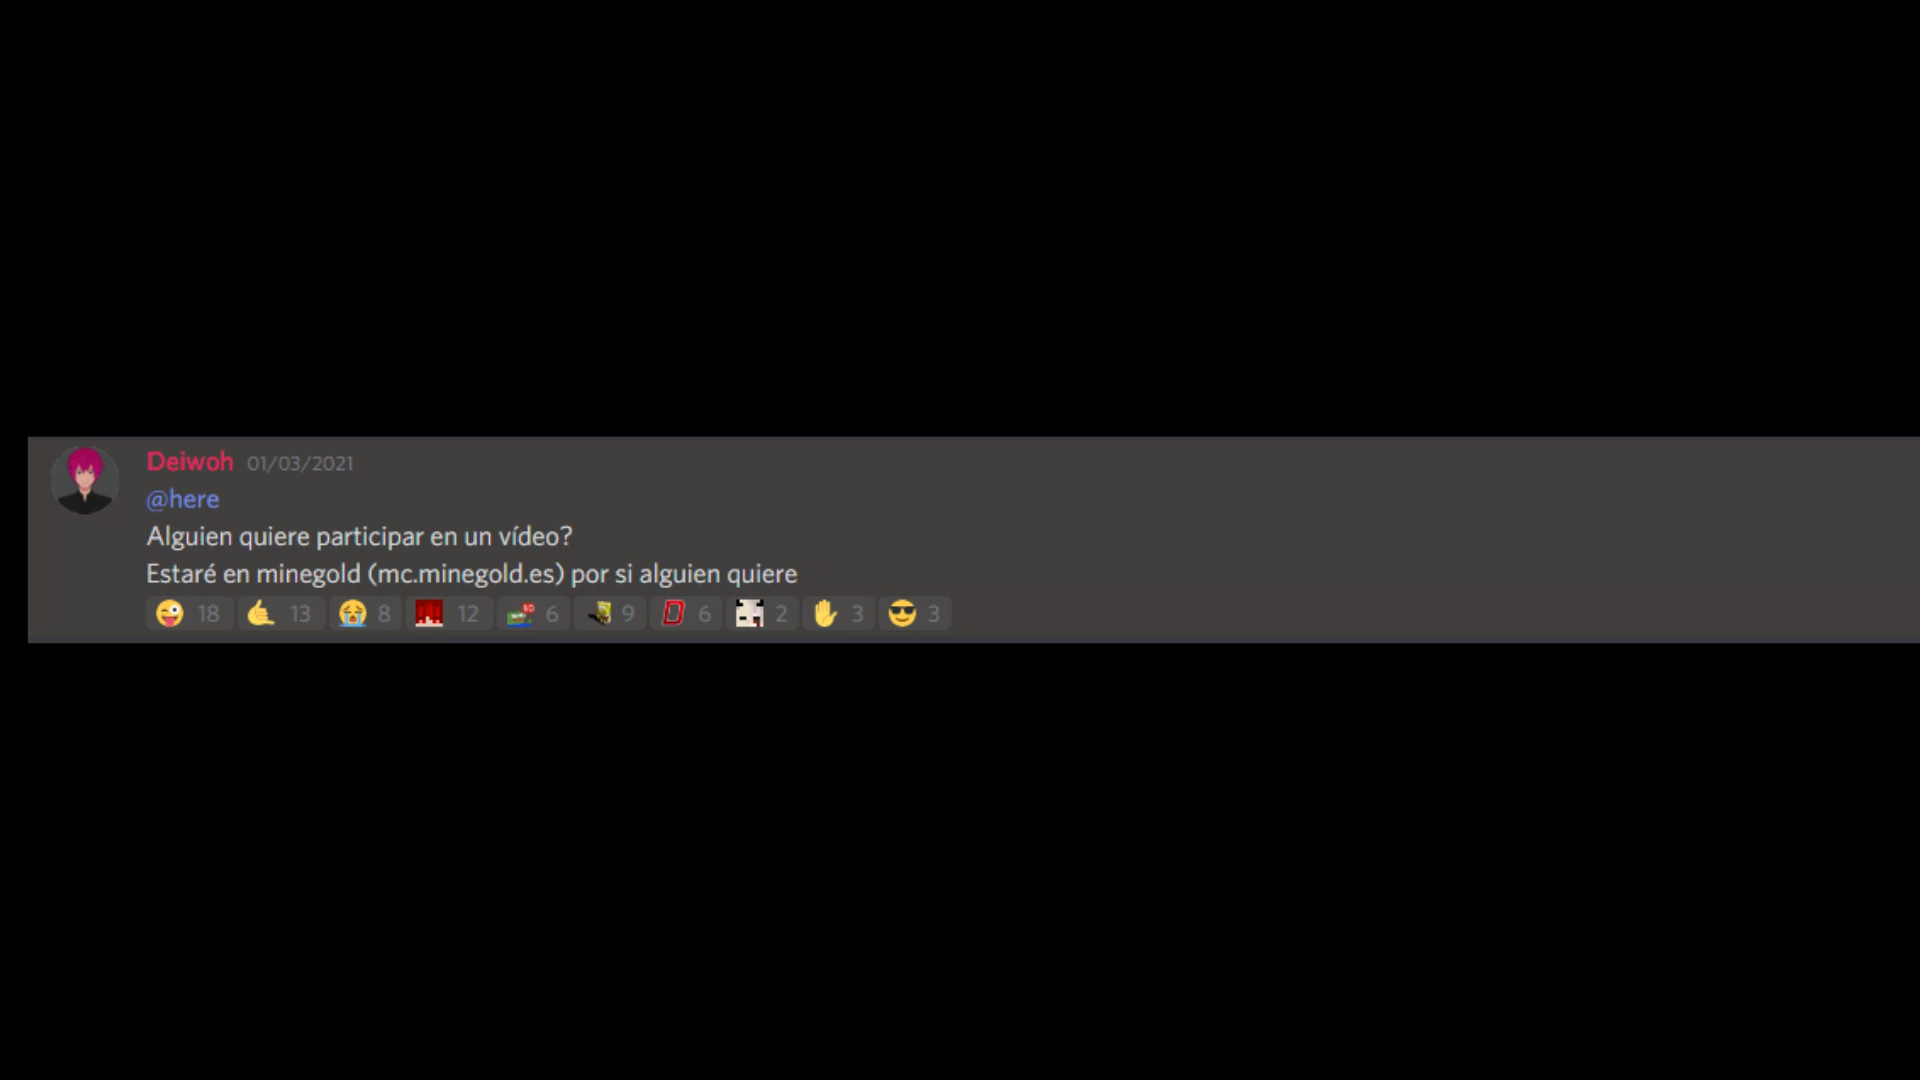 Deiwoh 01/03/2021
@here
Alguien quiere participar en un vídeo?
Estaré en minegold (mc.minegold.es) por si alguien quiere
18 13 8 12 6 9 D 6 2 3 3